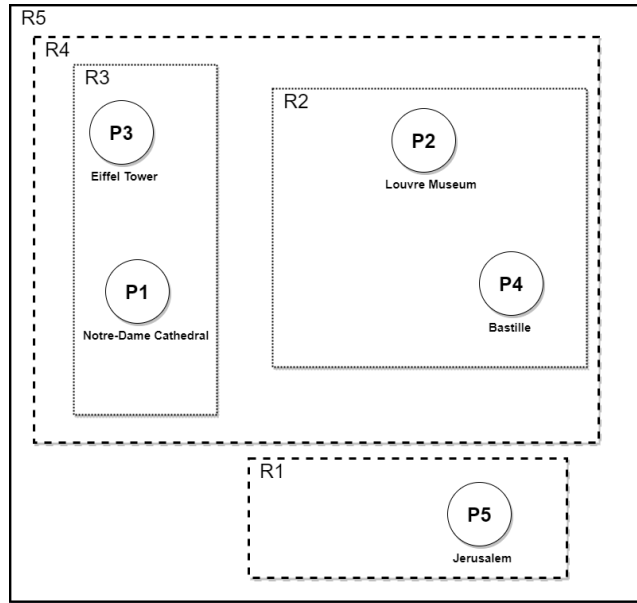 R5
R4
R3
R2
P3
Eiffel Tower
P2
Louvre Museum
P1
Notre-Dame Cathedral
P4
Bastille
R1
P5
Jerusalem